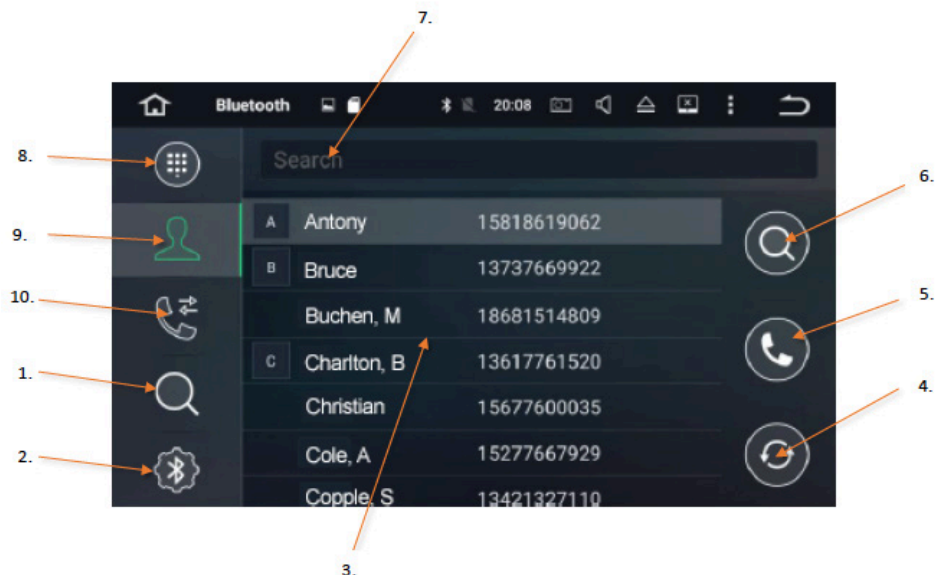 7.
Bluetooth 20:08
8.
Search
6.
A Antony 15818619062
9.
B Bruce 13737669922
10.
Buchen, M 18681514809
5.
C Charlton, B 13617761520
1.
Christian 15677600035
4.
2.
Cole, A 15277667929
Copple, S 13421327110
3.